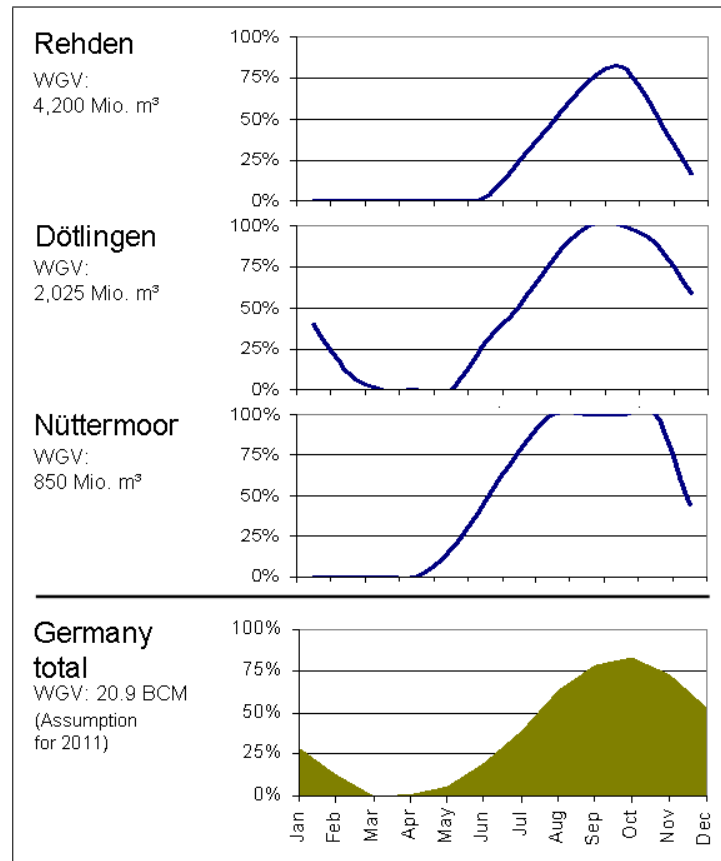 Rehden
WGV:
4,200 Mio. m³
100%
75%
50%
25%
0%
Dötlingen
WGV:
2,025 Mio. m³
100%
75%
50%
25%
0%
Nüttermoor
WGV:
850 Mio. m³
100%
75%
50%
25%
0%
Germany
total
WGV: 20.9 BCM
(Assumption
for 2011)
100%
75%
50%
25%
0%
Jan
Feb
Mar
Apr
May
Jun
Jul
Aug
Sep
Oct
Nov
Dec